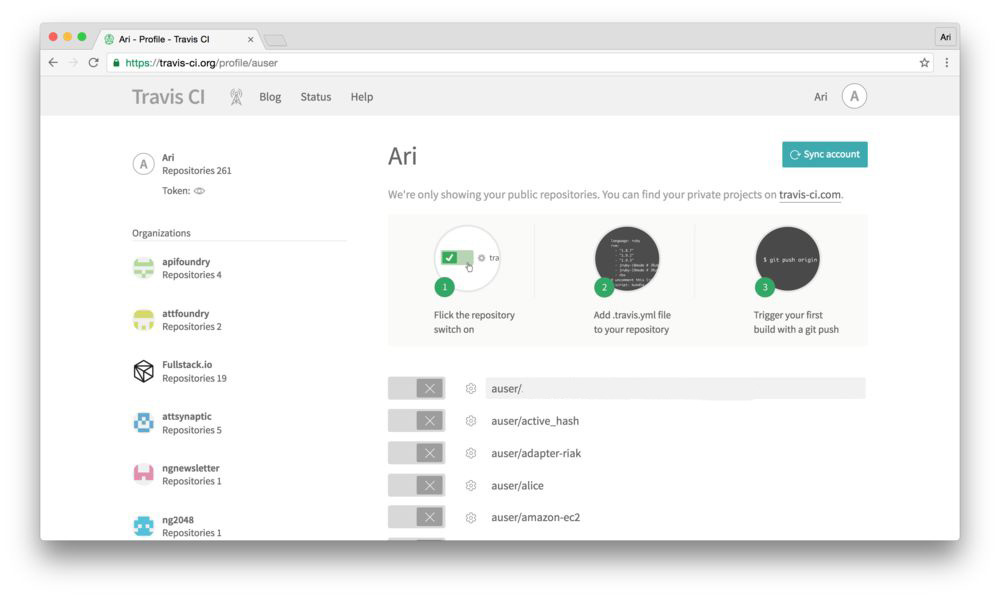 Ari - Profile - Travis CI
Ari
https://travis-ci.org/profile/auser
Travis CI
Blog
Status
Help
Ari
A
A
Ari
Repositories 261
Token:
Organizations
apifoundry
Repositories 4
attfoundry
Repositories 2
Fullstack.io
Repositories 19
attsynaptic
Repositories 5
ngnewsletter
Repositories 1
ng2048
Repositories 1
Ari
Sync account
We're only showing your public repositories. You can find your private projects on travis-ci.com.
tra
1
Flick the repository
switch on
language: ruby
2
Add .travis.yml file
to your repository
$ git push origin
3
Trigger your first
build with a git push
auser/
auser/active_hash
auser/adapter-riak
auser/alice
auser/amazon-ec2